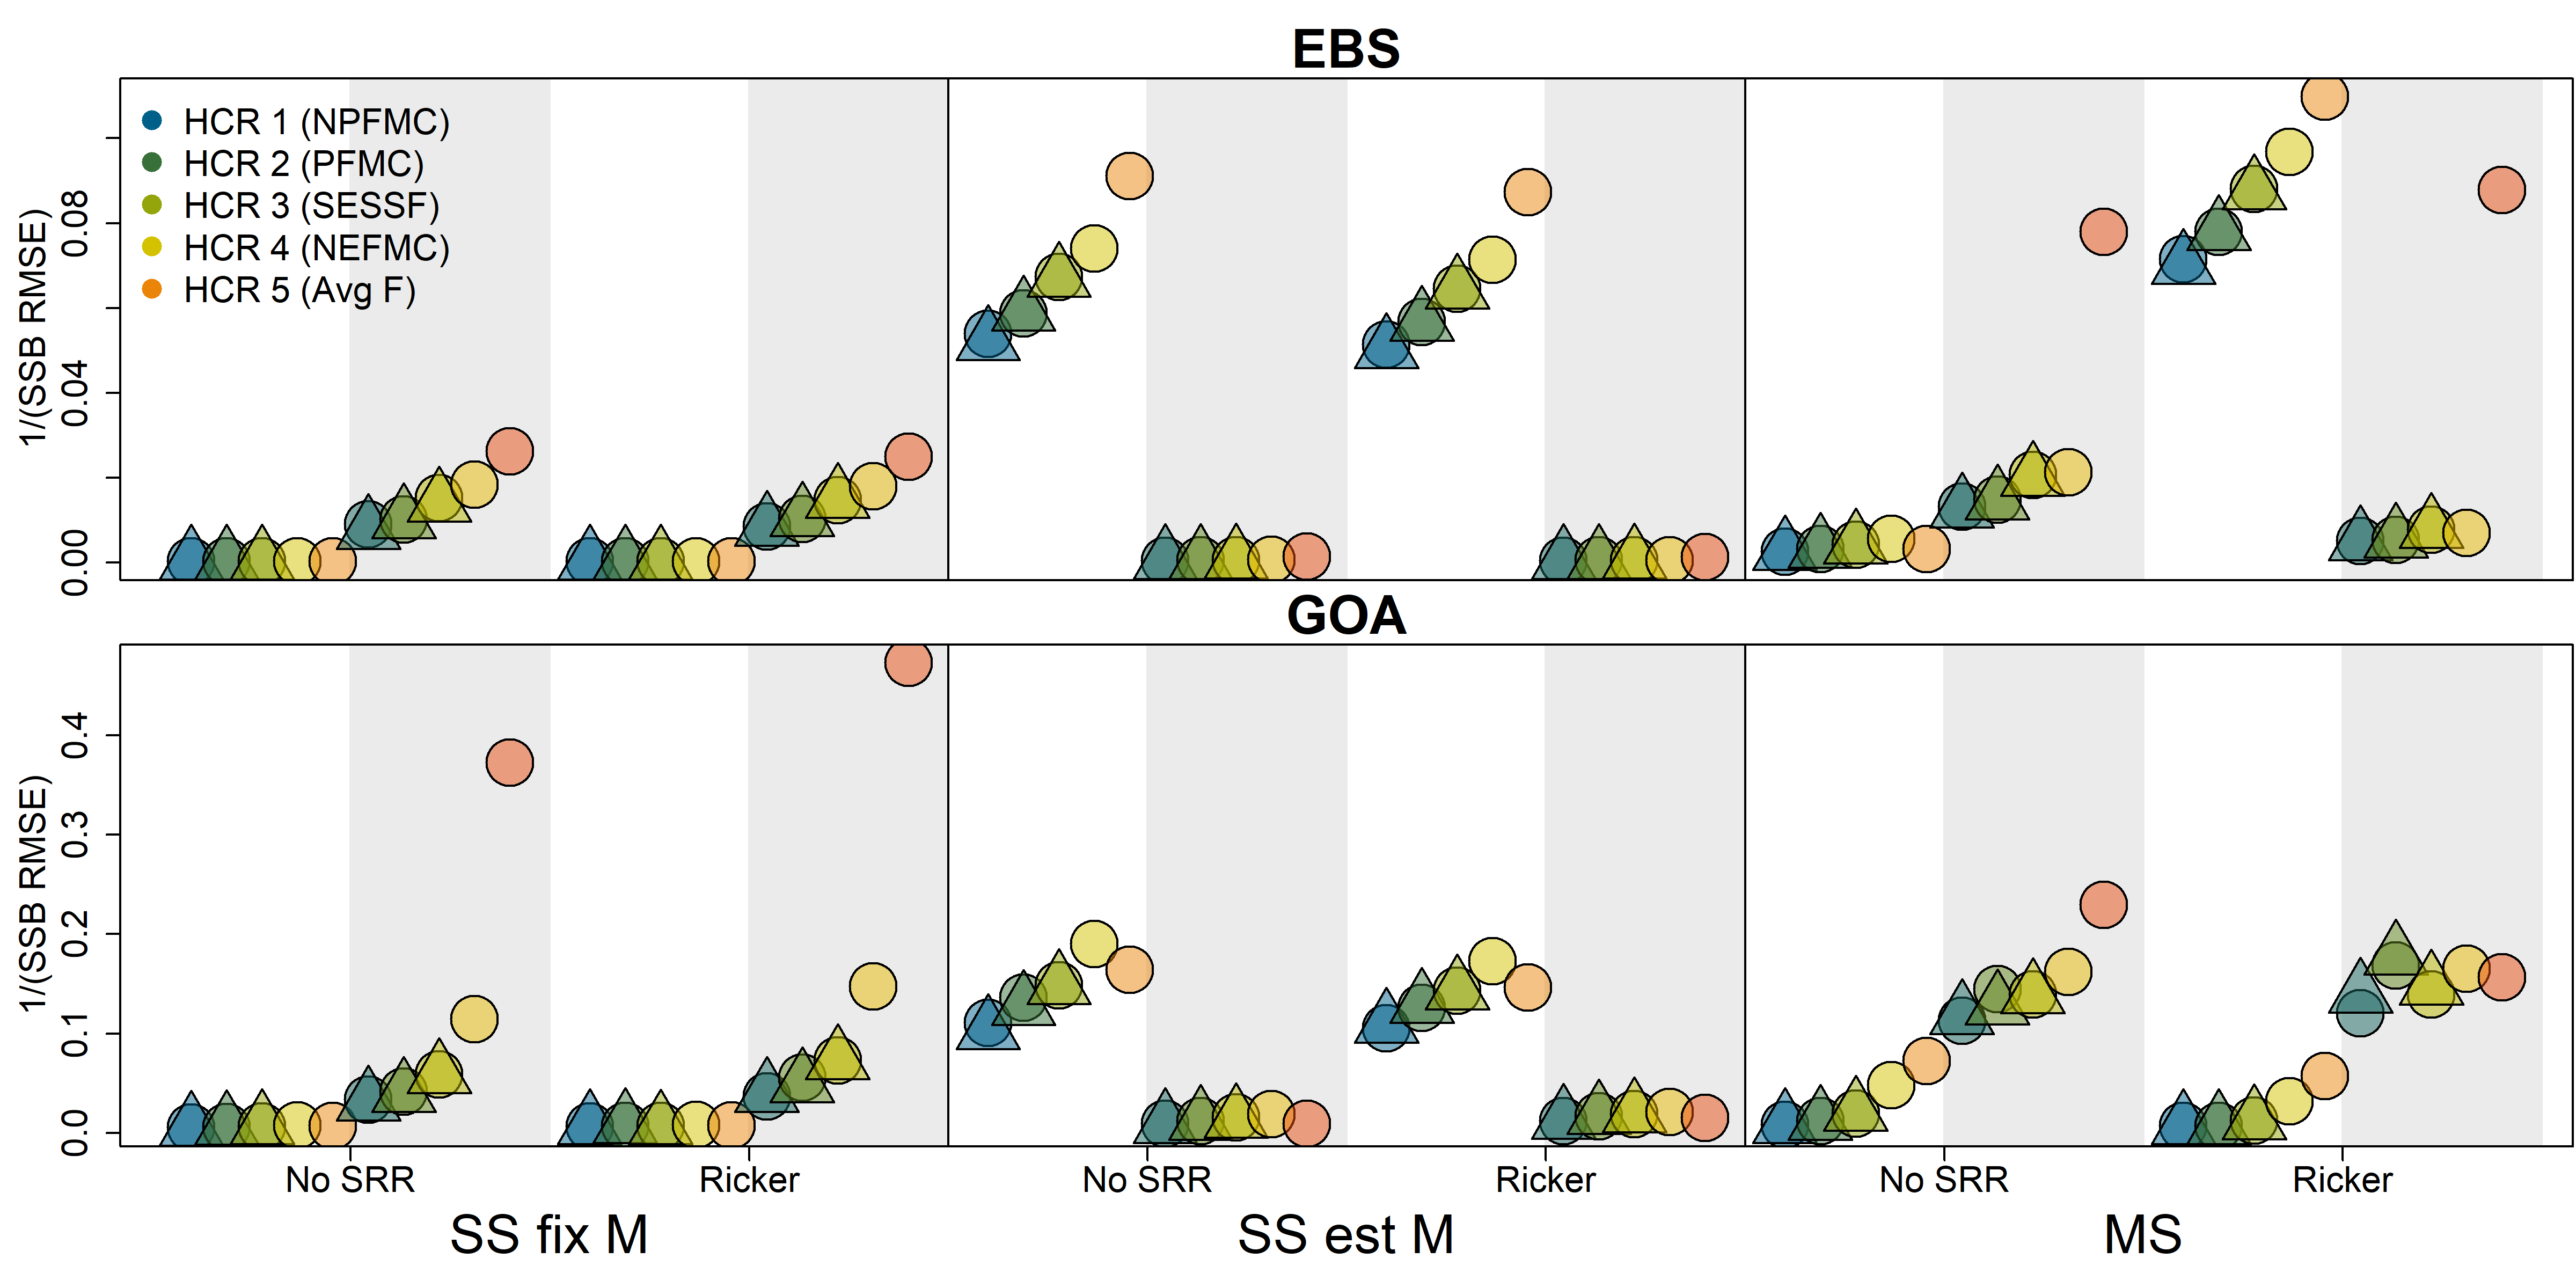 EBS
HCR 1 (NPFMC)
HCR 2 (PFMC)
HCR 3 (SESSF)
HCR 4 (NEFMC)
HCR 5 (Avg F)
1/(SSB RMSE)
0.08
0.04
0.00
GOA
1/(SSB RMSE)
0.4
0.3
0.2
0.1
0.0
No SRR Ricker No SRR Ricker No SRR Ricker
SS fix M SS est M MS